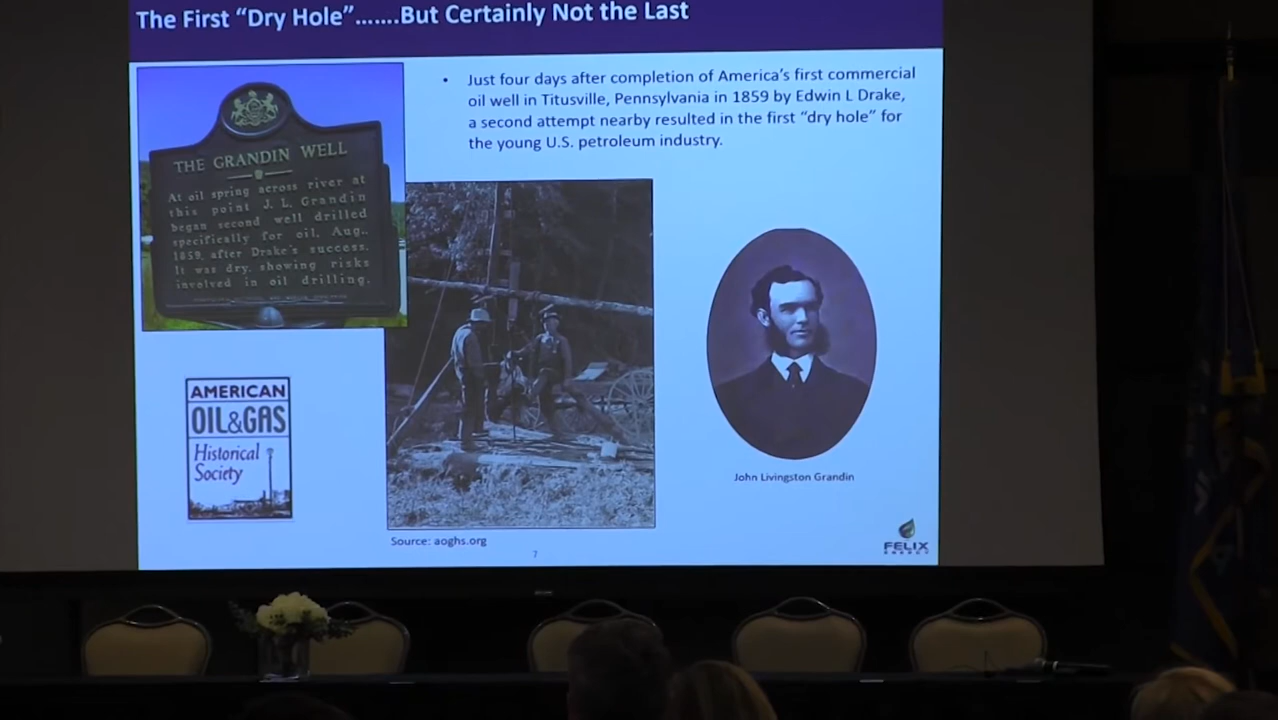 The First “Dry Hole”.......But Certainly Not the Last
• Just four days after completion of America’s first commercial
oil well in Titusville, Pennsylvania in 1859 by Edwin L Drake,
a second attempt nearby resulted in the first “dry hole” for
the young U.S. petroleum industry.
THE GRANDIN WELL
At oil spring across river at
this point J. L. Grandin
began second well drilled
specifically for oil, Aug.,
1859, after Drake's success.
It was dry, showing risks
involved in oil drilling.
AMERICAN
OIL&GAS
Historical
Society
John Livingston Grandin
Source: aoghs.org
7
FELIX
ENERGY